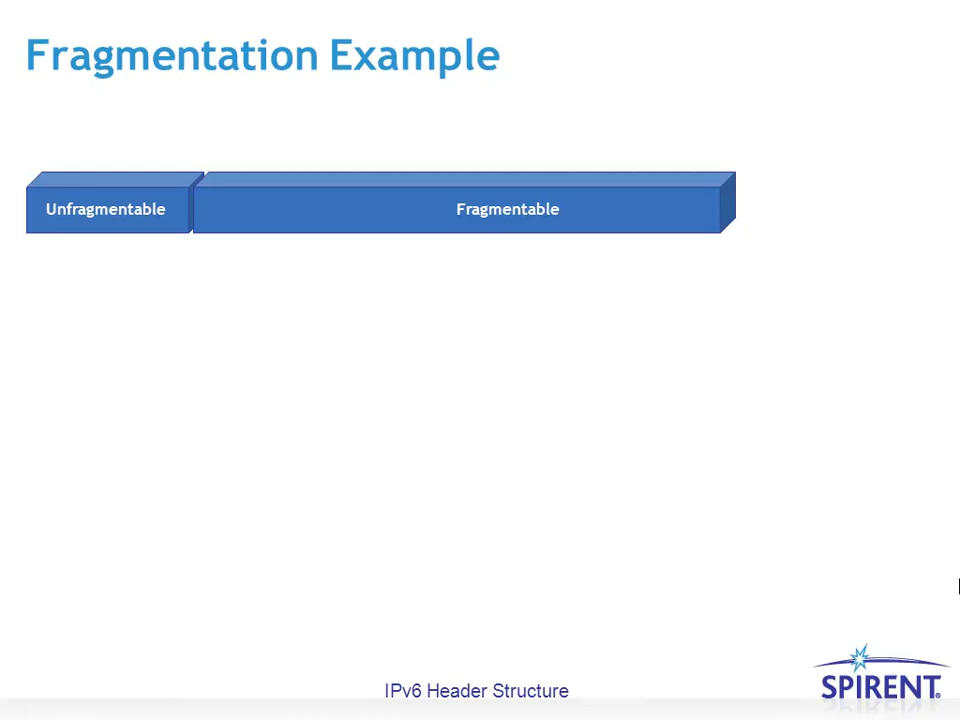 Fragmentation Example
Unfragmentable
Fragmentable
IPv6 Header Structure
SPIRENT®